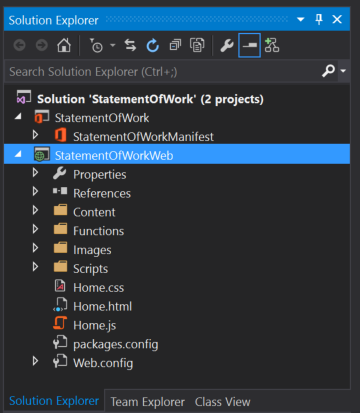 Solution Explorer
Search Solution Explorer (Ctrl+;)
Solution 'StatementOfWork' (2 projects)
StatementOfWork
StatementOfWorkManifest
StatementOfWorkWeb
Properties
References
Content
Functions
Images
Scripts
Home.css
Home.html
Home.js
packages.config
Web.config
Solution Explorer Team Explorer Class View